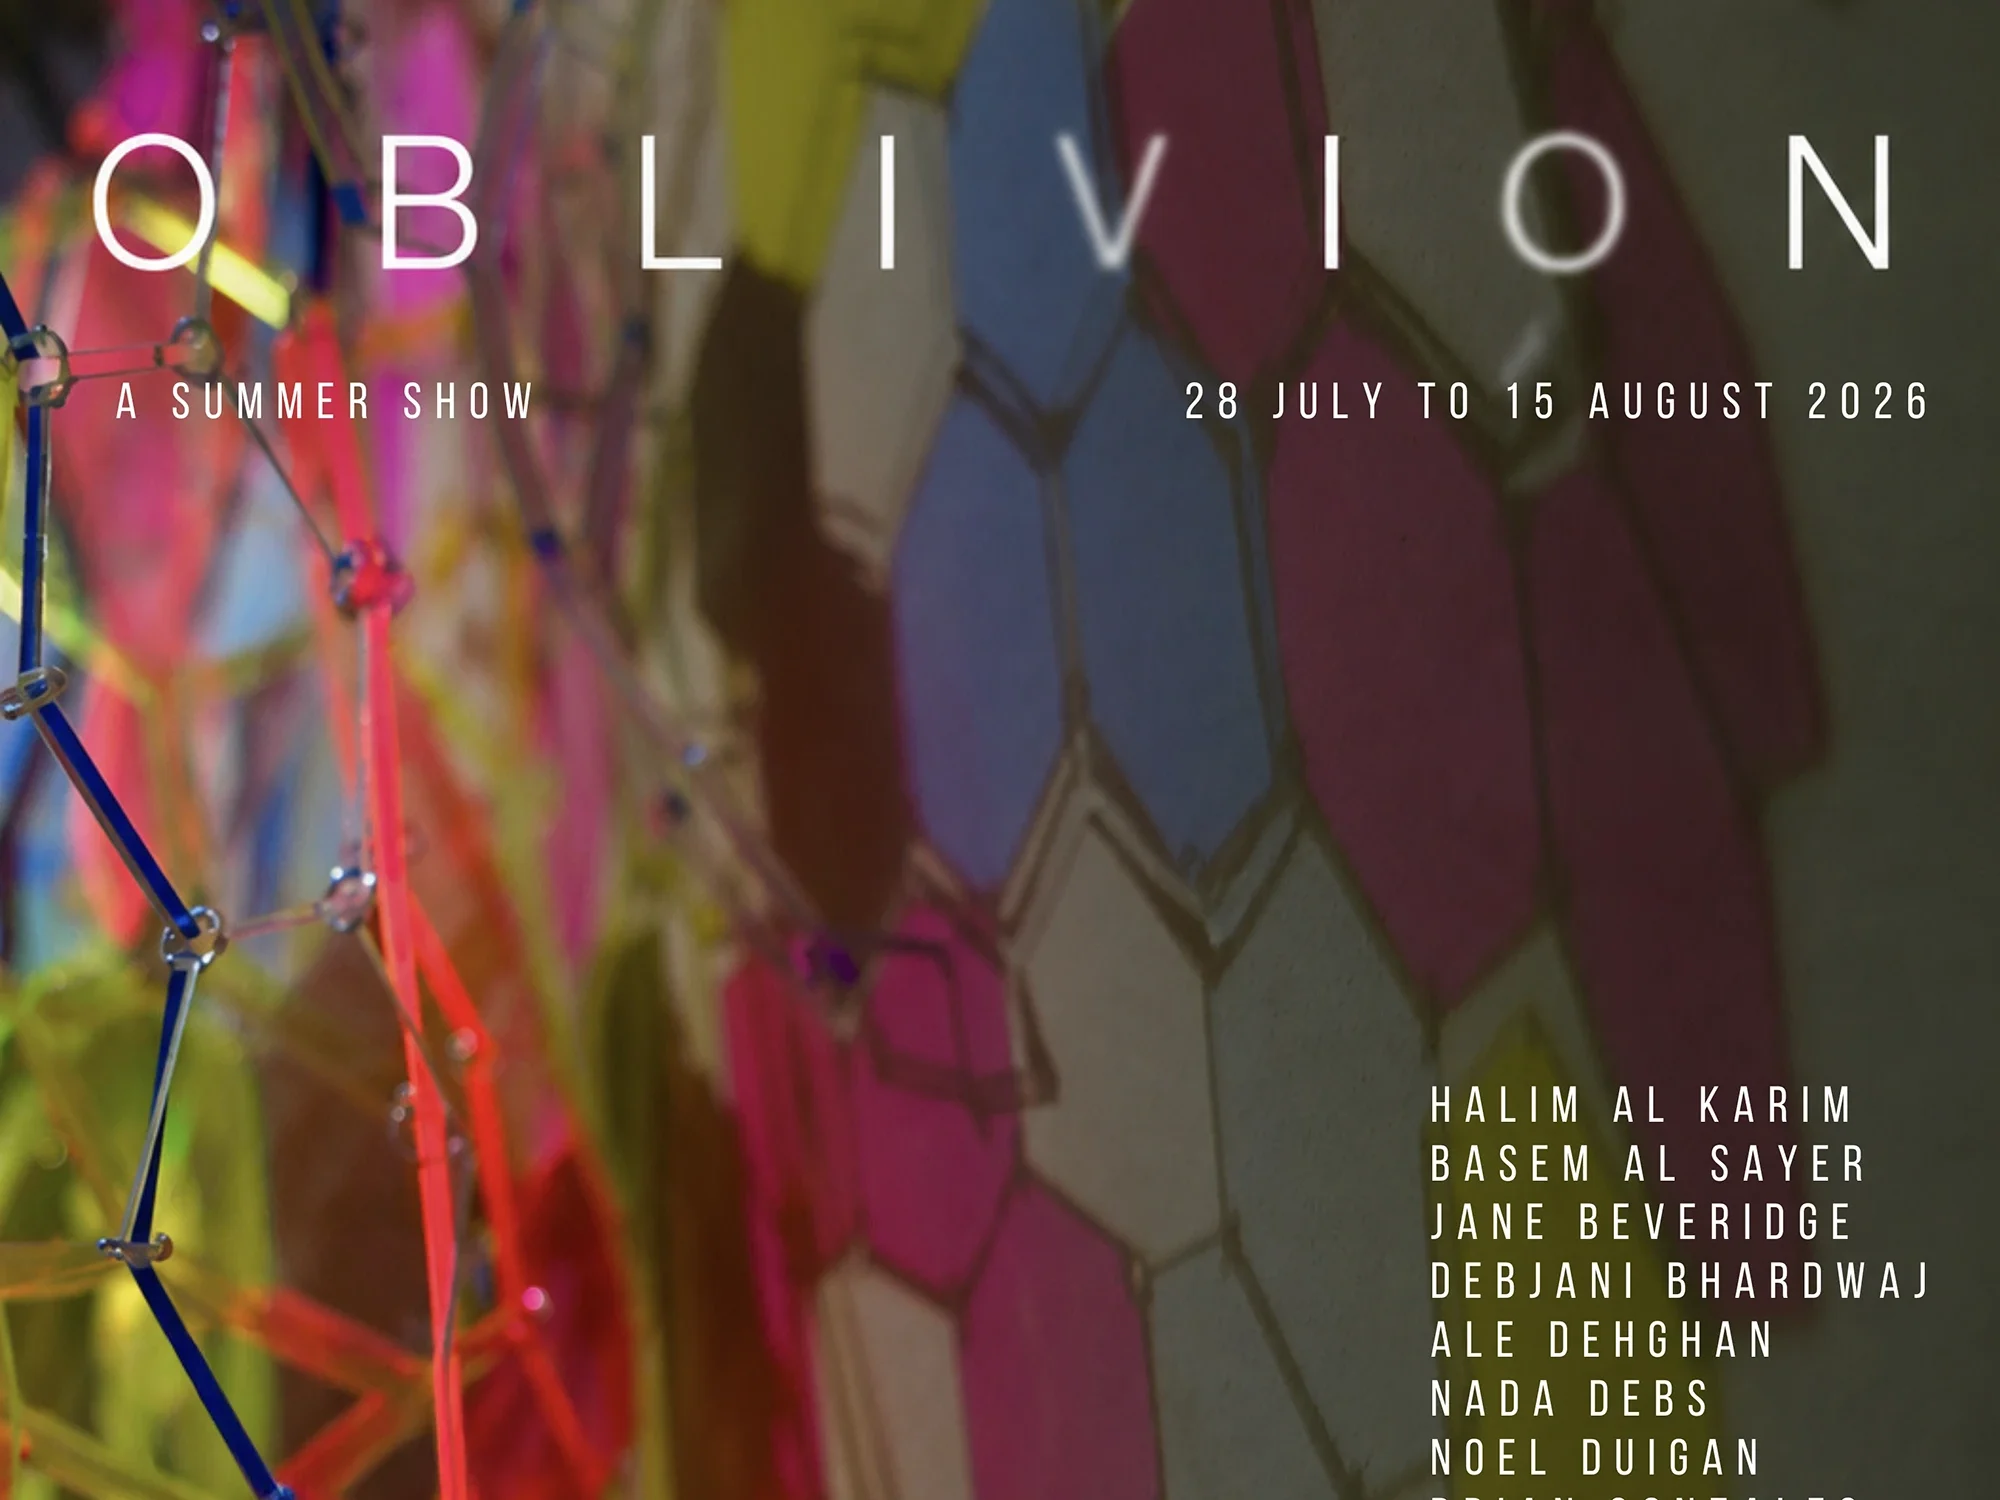 OBLIVION
A SUMMER SHOW
28 JULY TO 15 AUGUST 2026
HALIM AL KARIM
BASEM AL SAYER
JANE BEVERIDGE
DEBJANI BHARDWAJ
ALE DEHGHAN
NADA DEBS
NOEL DUIGAN